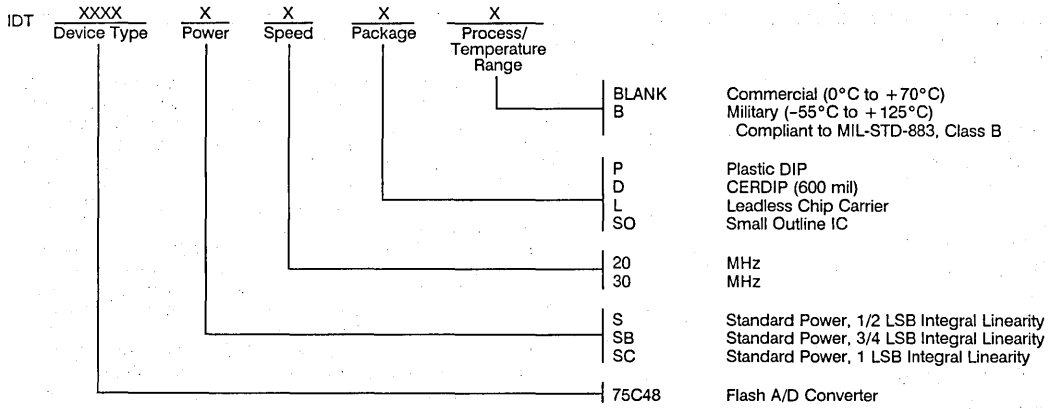 IDT XXXX X X X X
Device Type Power Speed Package Process/
Temperature
Range
BLANK Commercial (0°C to +70°C)
B Military (–55°C to +125°C)
Compliant to MIL-STD-883, Class B
P Plastic DIP
D CERDIP (600 mil)
L Leadless Chip Carrier
SO Small Outline IC
20 MHz
30 MHz
S Standard Power, 1/2 LSB Integral Linearity
SB Standard Power, 3/4 LSB Integral Linearity
SC Standard Power, 1 LSB Integral Linearity
75C48 Flash A/D Converter